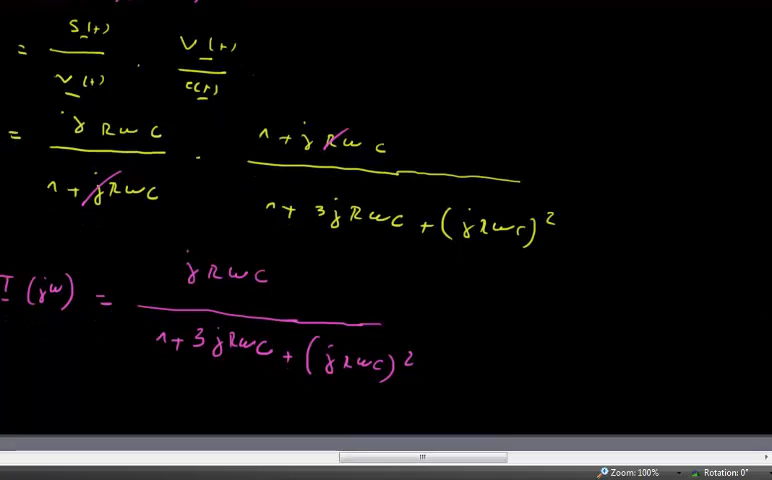 = S(t) / V(t) · V(t) / e(t)
= jRωC / 1 + jRωC · 1 + jRωC / 1 + 3jRωC + (jRωC)²
T(jω) = jRωC / 1 + 3jRωC + (jRωC)²
Zoom: 100% Rotation: 0°